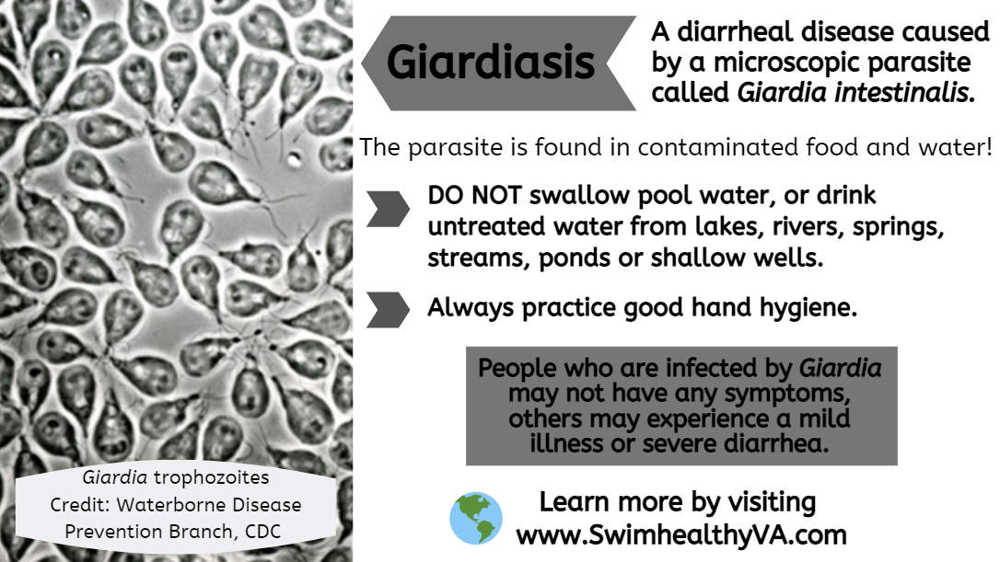 Giardiasis
A diarrheal disease caused
by a microscopic parasite
called Giardia intestinalis.
The parasite is found in contaminated food and water!
DO NOT swallow pool water, or drink
untreated water from lakes, rivers, springs,
streams, ponds or shallow wells.
Always practice good hand hygiene.
People who are infected by Giardia
may not have any symptoms,
others may experience a mild
illness or severe diarrhea.
Giardia trophozoites
Credit: Waterborne Disease
Prevention Branch, CDC
Learn more by visiting
www.SwimhealthyVA.com